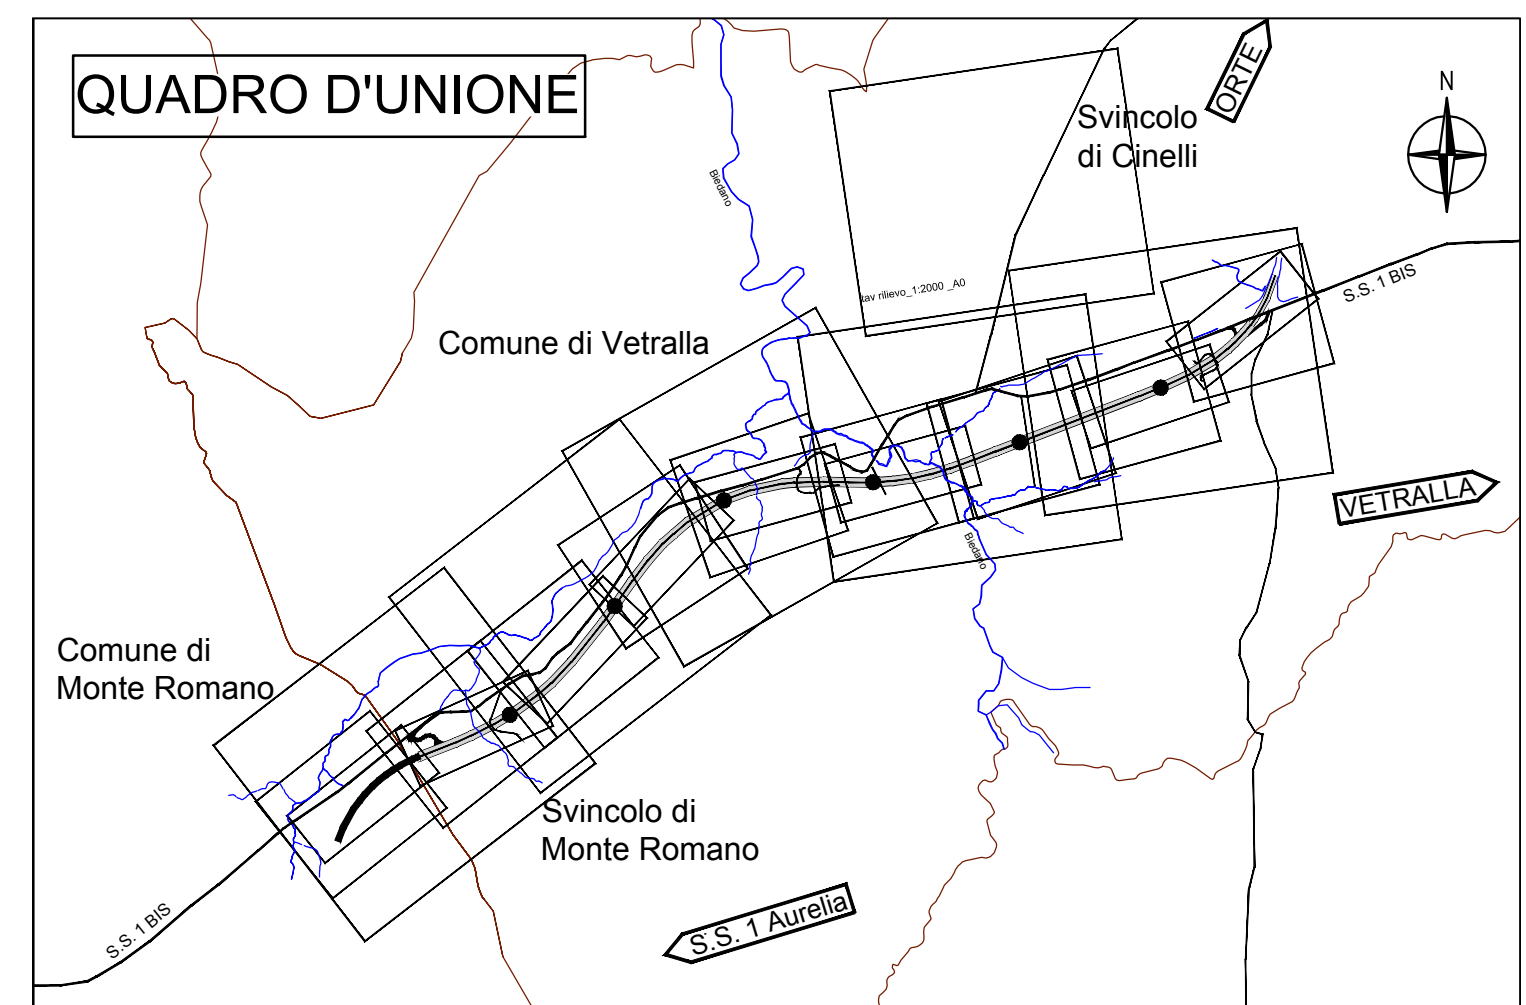 QUADRO D'UNIONE
ORTE
N
Svincolo
di Cinelli
Biedano
S.S. 1 BIS
tav rilievo_1:2000 _A0
Comune di Vetralla
VETRALLA
Biedano
Comune di
Monte Romano
Svincolo di
Monte Romano
S.S. 1 Aurelia
S.S. 1 BIS